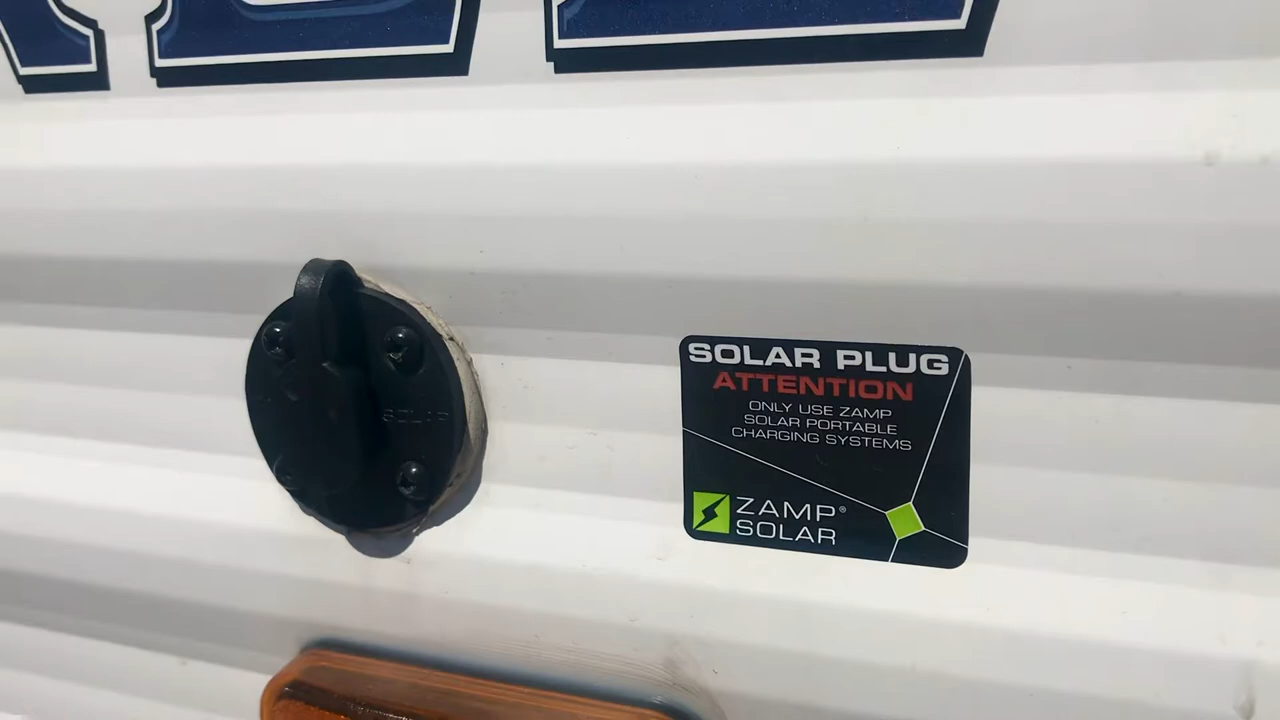 SOLAR PLUG
ATTENTION
ONLY USE ZAMP
SOLAR PORTABLE
CHARGING SYSTEMS
ZAMP®
SOLAR
SOLAR